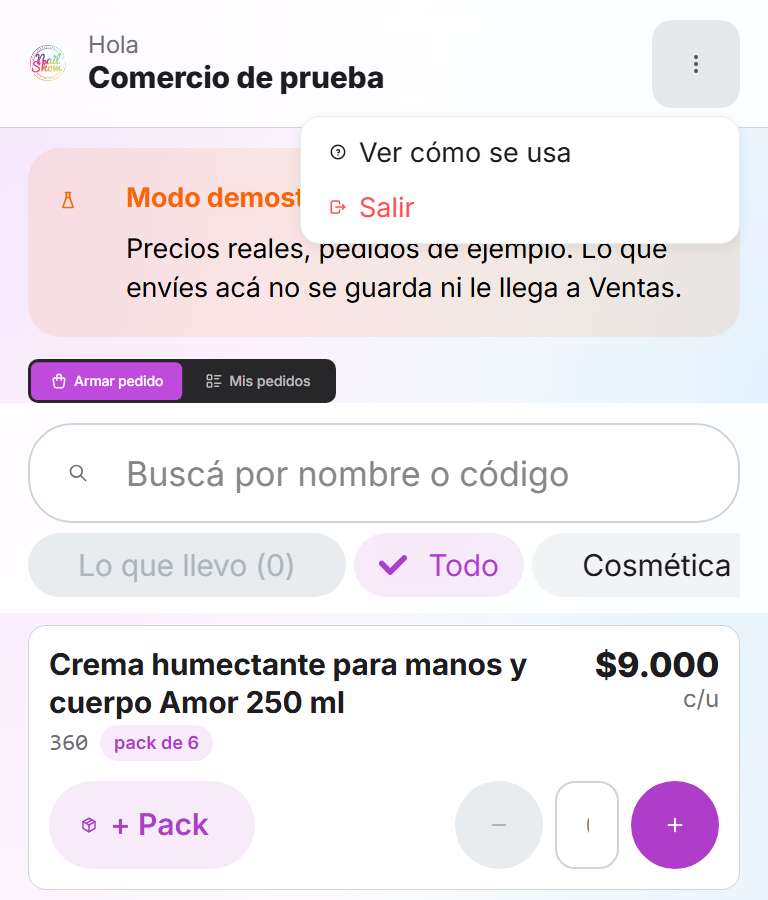 Nail
Show
Hola
Comercio de prueba
Ver cómo se usa
Salir
Modo demost
Precios reales, pedidos de ejemplo. Lo que
envíes acá no se guarda ni le llega a Ventas.
Armar pedido
Mis pedidos
Buscá por nombre o código
Lo que llevo (0)
Todo
Cosmética
Crema humectante para manos y
cuerpo Amor 250 ml
$9.000
c/u
360
pack de 6
+ Pack